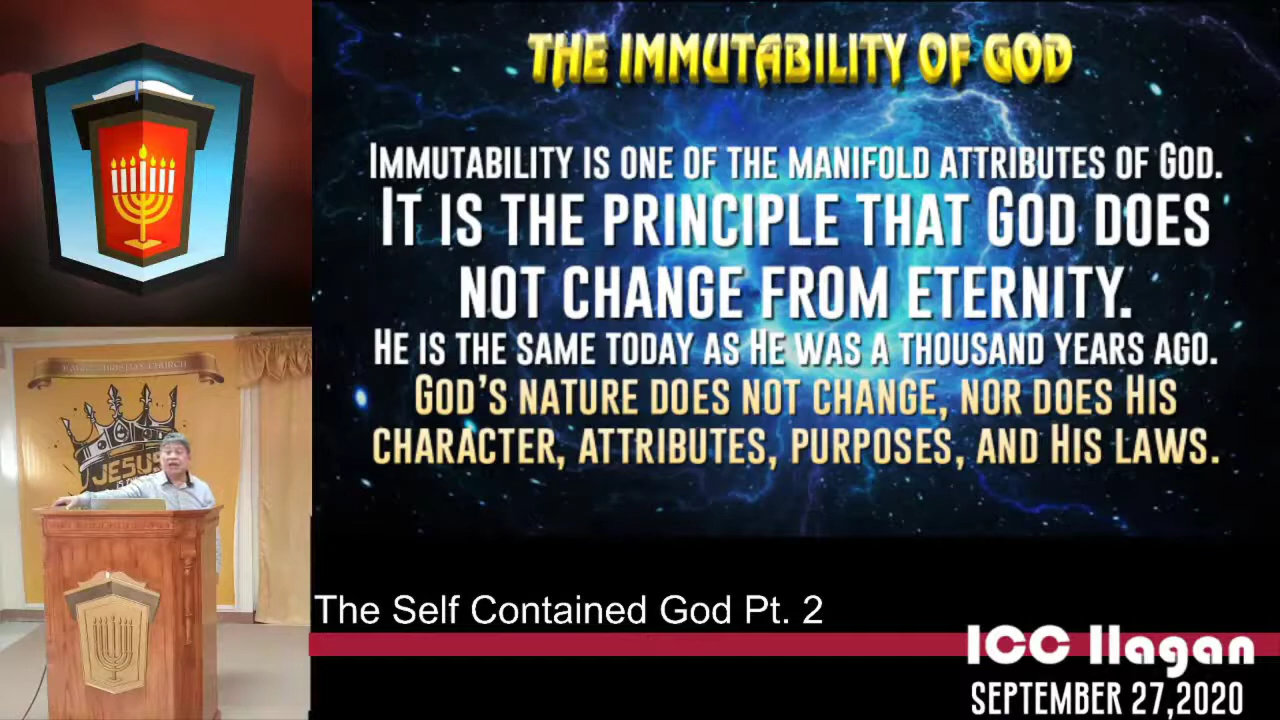 THE IMMUTABILITY OF GOD
IMMUTABILITY IS ONE OF THE MANIFOLD ATTRIBUTES OF GOD.
IT IS THE PRINCIPLE THAT GOD DOES
NOT CHANGE FROM ETERNITY.
HE IS THE SAME TODAY AS HE WAS A THOUSAND YEARS AGO.
GOD'S NATURE DOES NOT CHANGE, NOR DOES HIS
CHARACTER, ATTRIBUTES, PURPOSES, AND HIS LAWS.
CHRISTIAN CHURCH
JESUS
The Self Contained God Pt. 2
ICC Ilagan
SEPTEMBER 27,2020